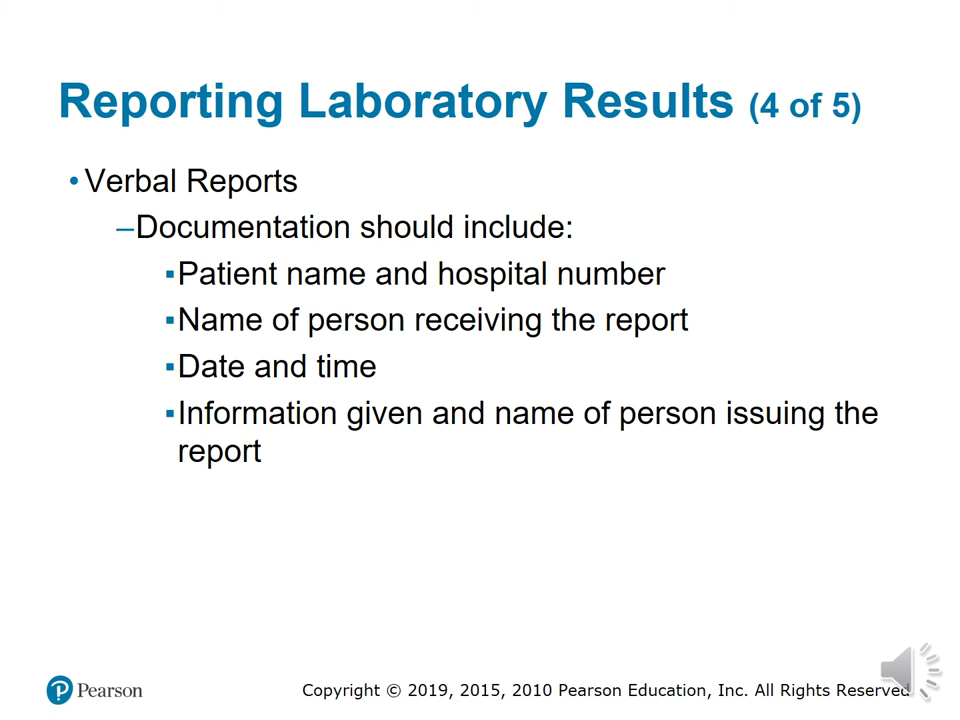 Reporting Laboratory Results (4 of 5)
• Verbal Reports
–Documentation should include:
▪Patient name and hospital number
▪Name of person receiving the report
▪Date and time
▪Information given and name of person issuing the
report
Pearson
Copyright © 2019, 2015, 2010 Pearson Education, Inc. All Rights Reserved